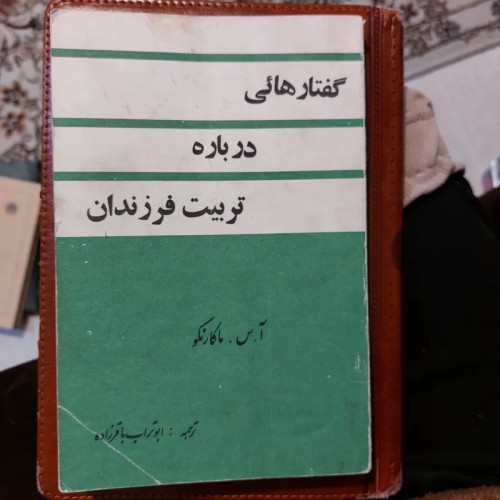 گفتارهائی
درباره
تربیت فرزندان
آ.س. ماکارنکو
ترجمه : ابوتراب باقرزاده